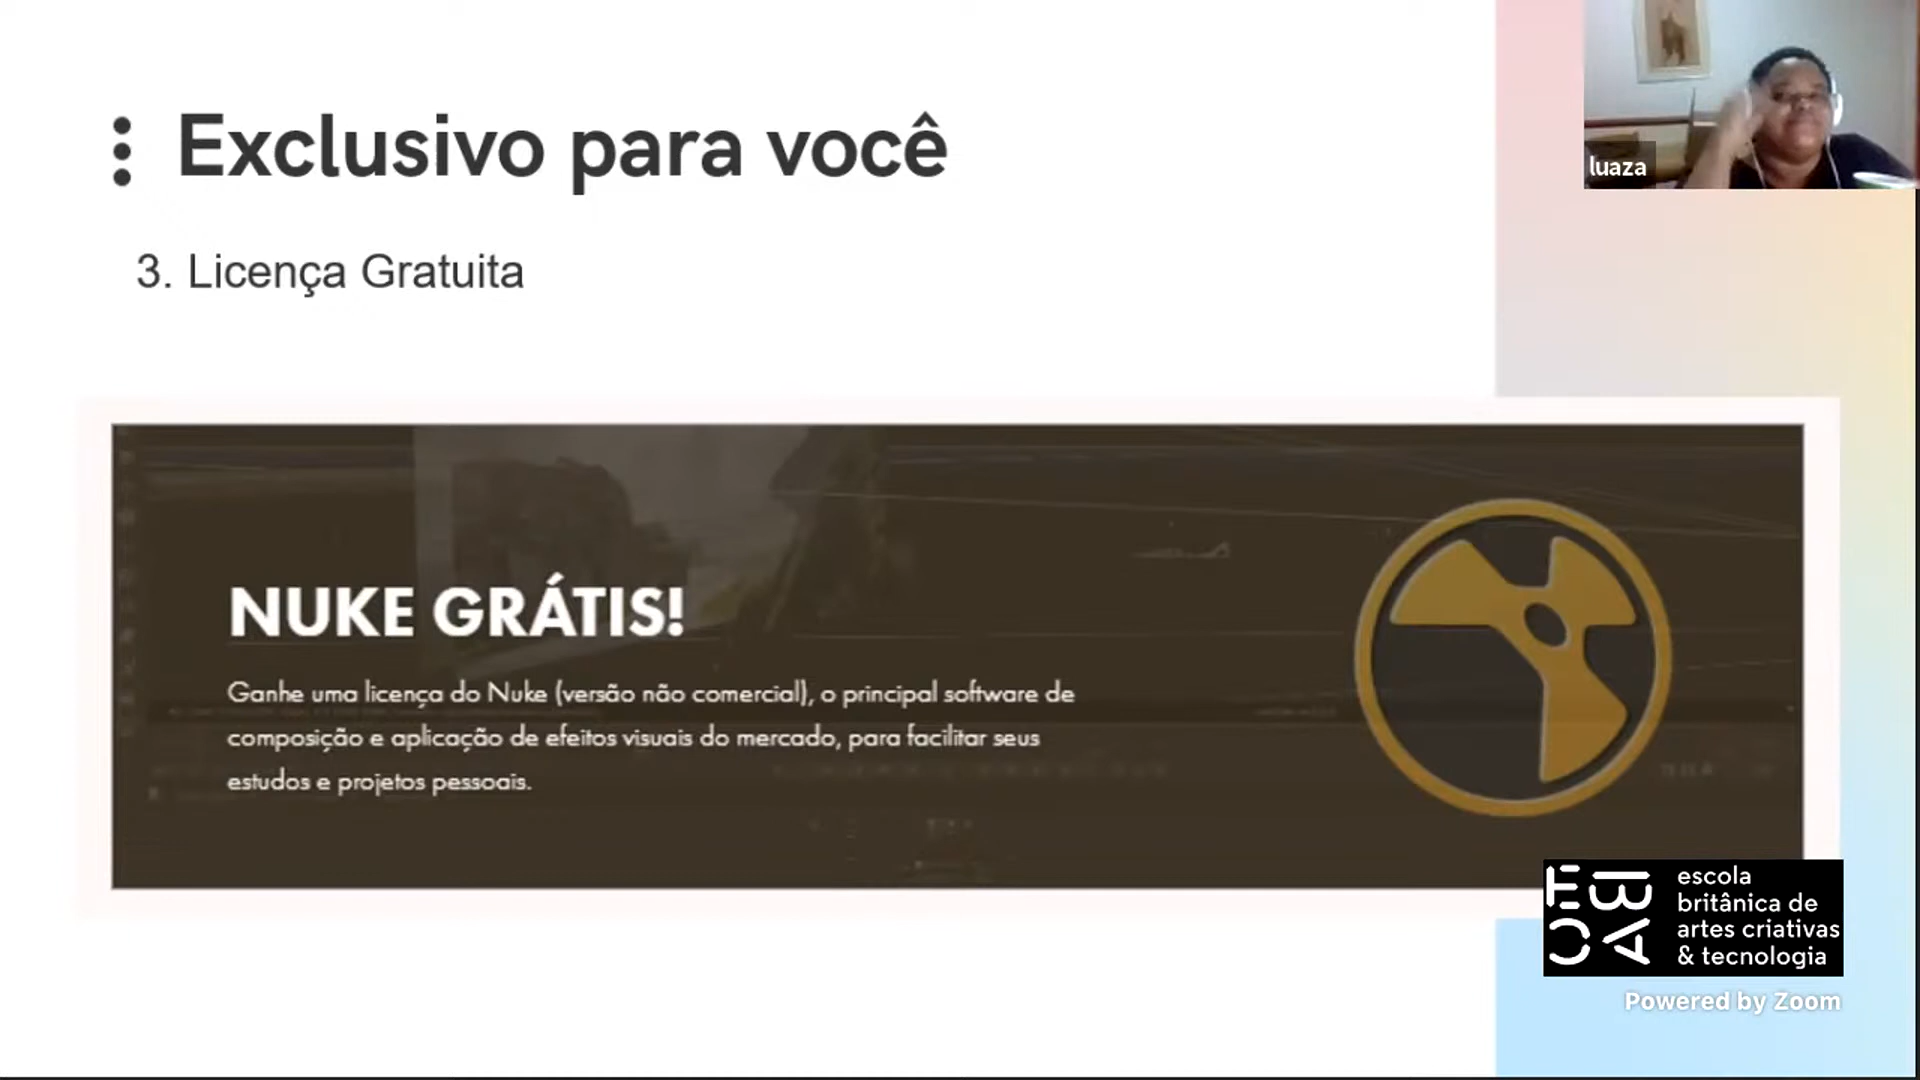 Exclusivo para você
luaza
3. Licença Gratuita
NUKE GRÁTIS!
Ganhe uma licença do Nuke (versão não comercial), o principal software de
composição e aplicação de efeitos visuais do mercado, para facilitar seus
estudos e projetos pessoais.
EBAC
escola
britânica de
artes criativas
& tecnologia
Powered by Zoom